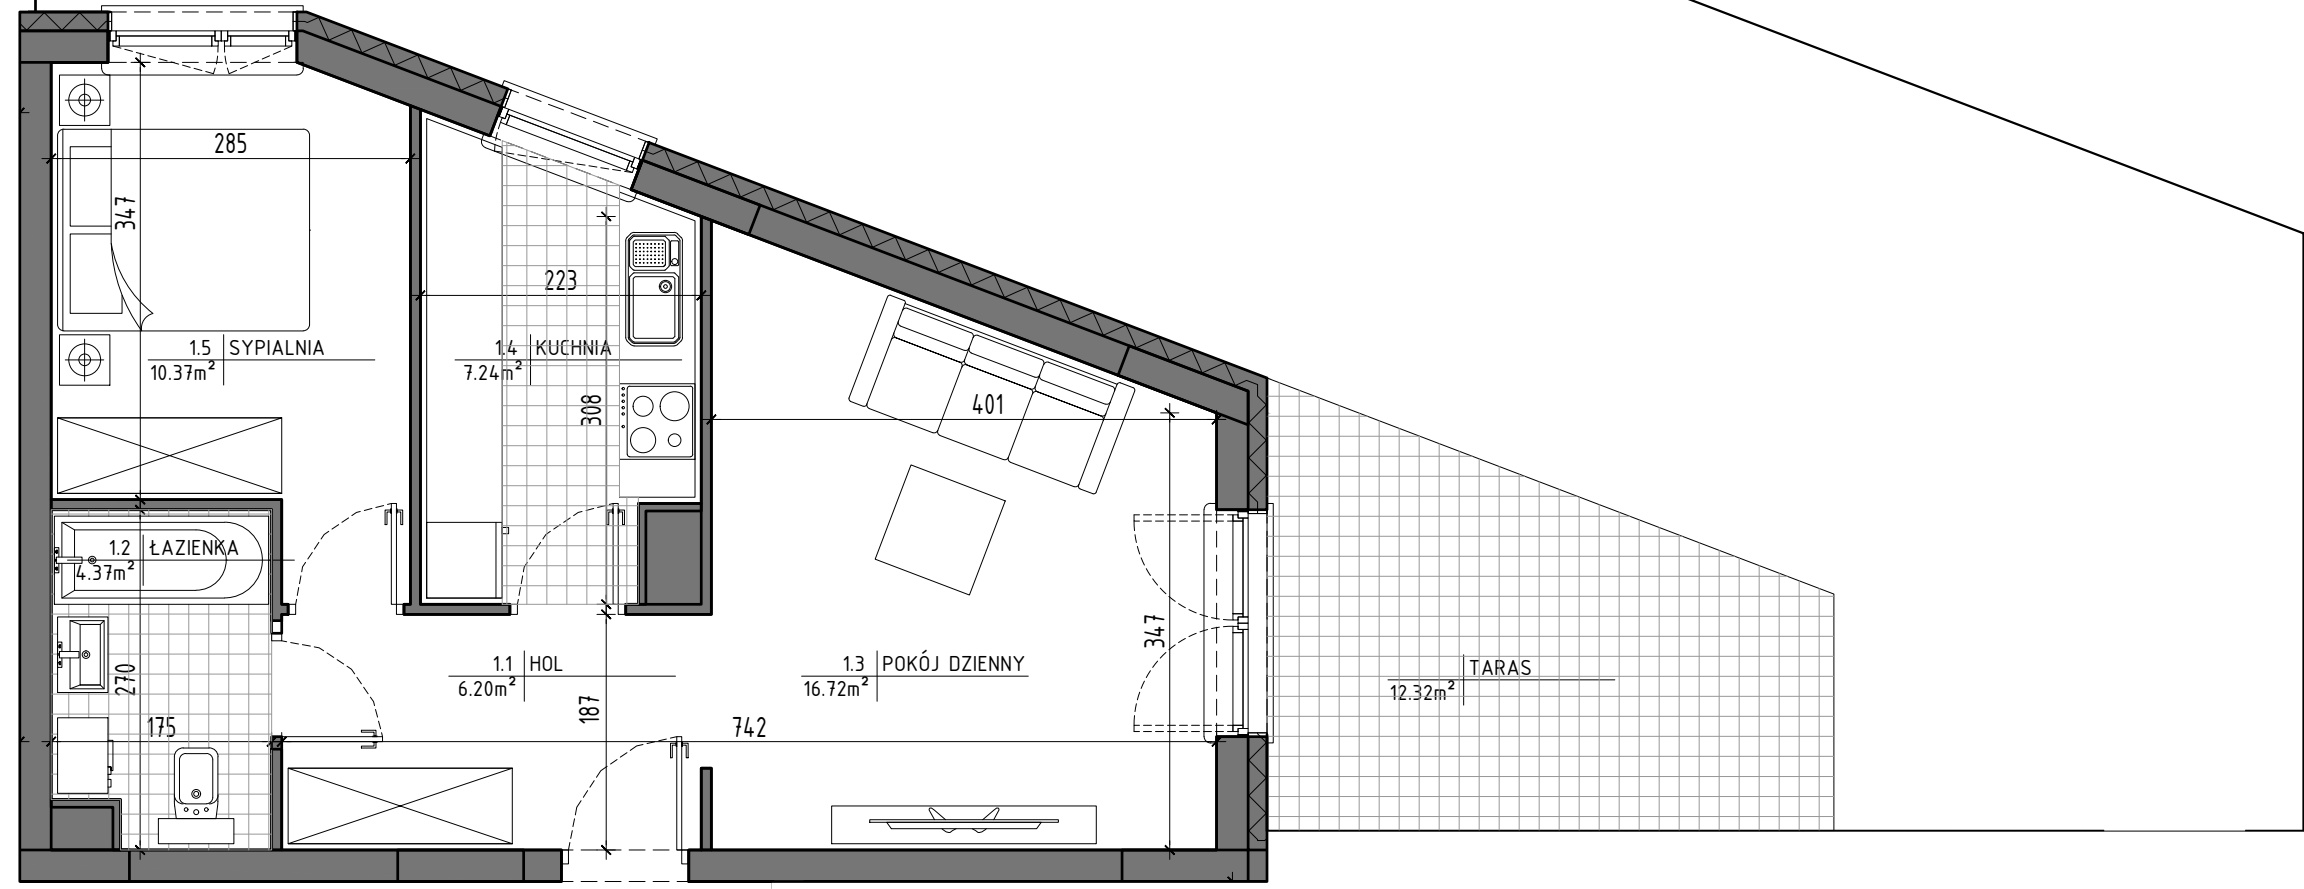 285
347
223
1.5 SYPIALNIA
10.37m²
1.4 KUCHNIA
7.24m²
308
401
1.2 ŁAZIENKA
4.37m²
347
1.1 HOL
6.20m²
1.3 POKÓJ DZIENNY
16.72m²
TARAS
12.32m²
270
187
175
742